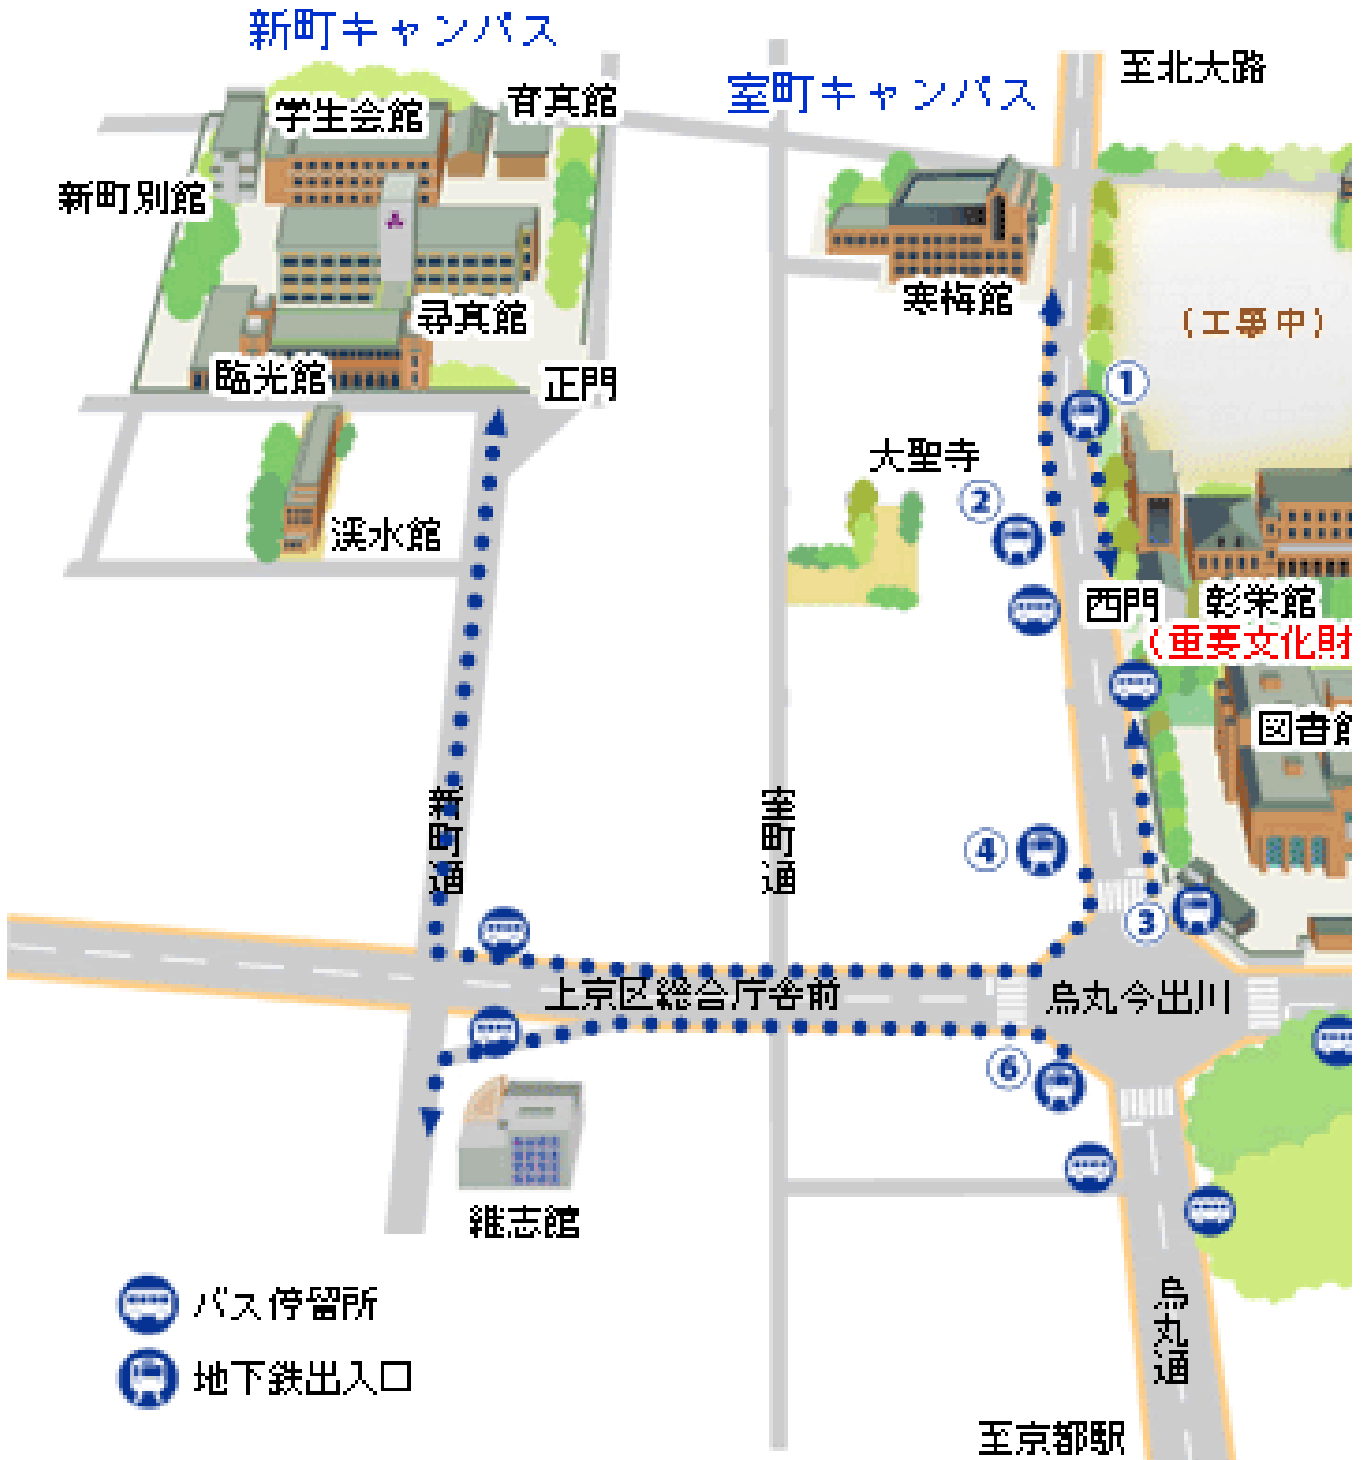 新町キャンパス
至北大路
室町キャンパス
学生会館
育真館
新町別館
寒梅館
尋真館
(工事中)
臨光館
正門
①
大聖寺
②
渓水館
西門
彰栄館
(重要文化財
図書館
新町通
室町通
④
③
上京区総合庁舎前
烏丸今出川
⑥
継志館
バス停留所
烏丸通
地下鉄出入口
至京都駅